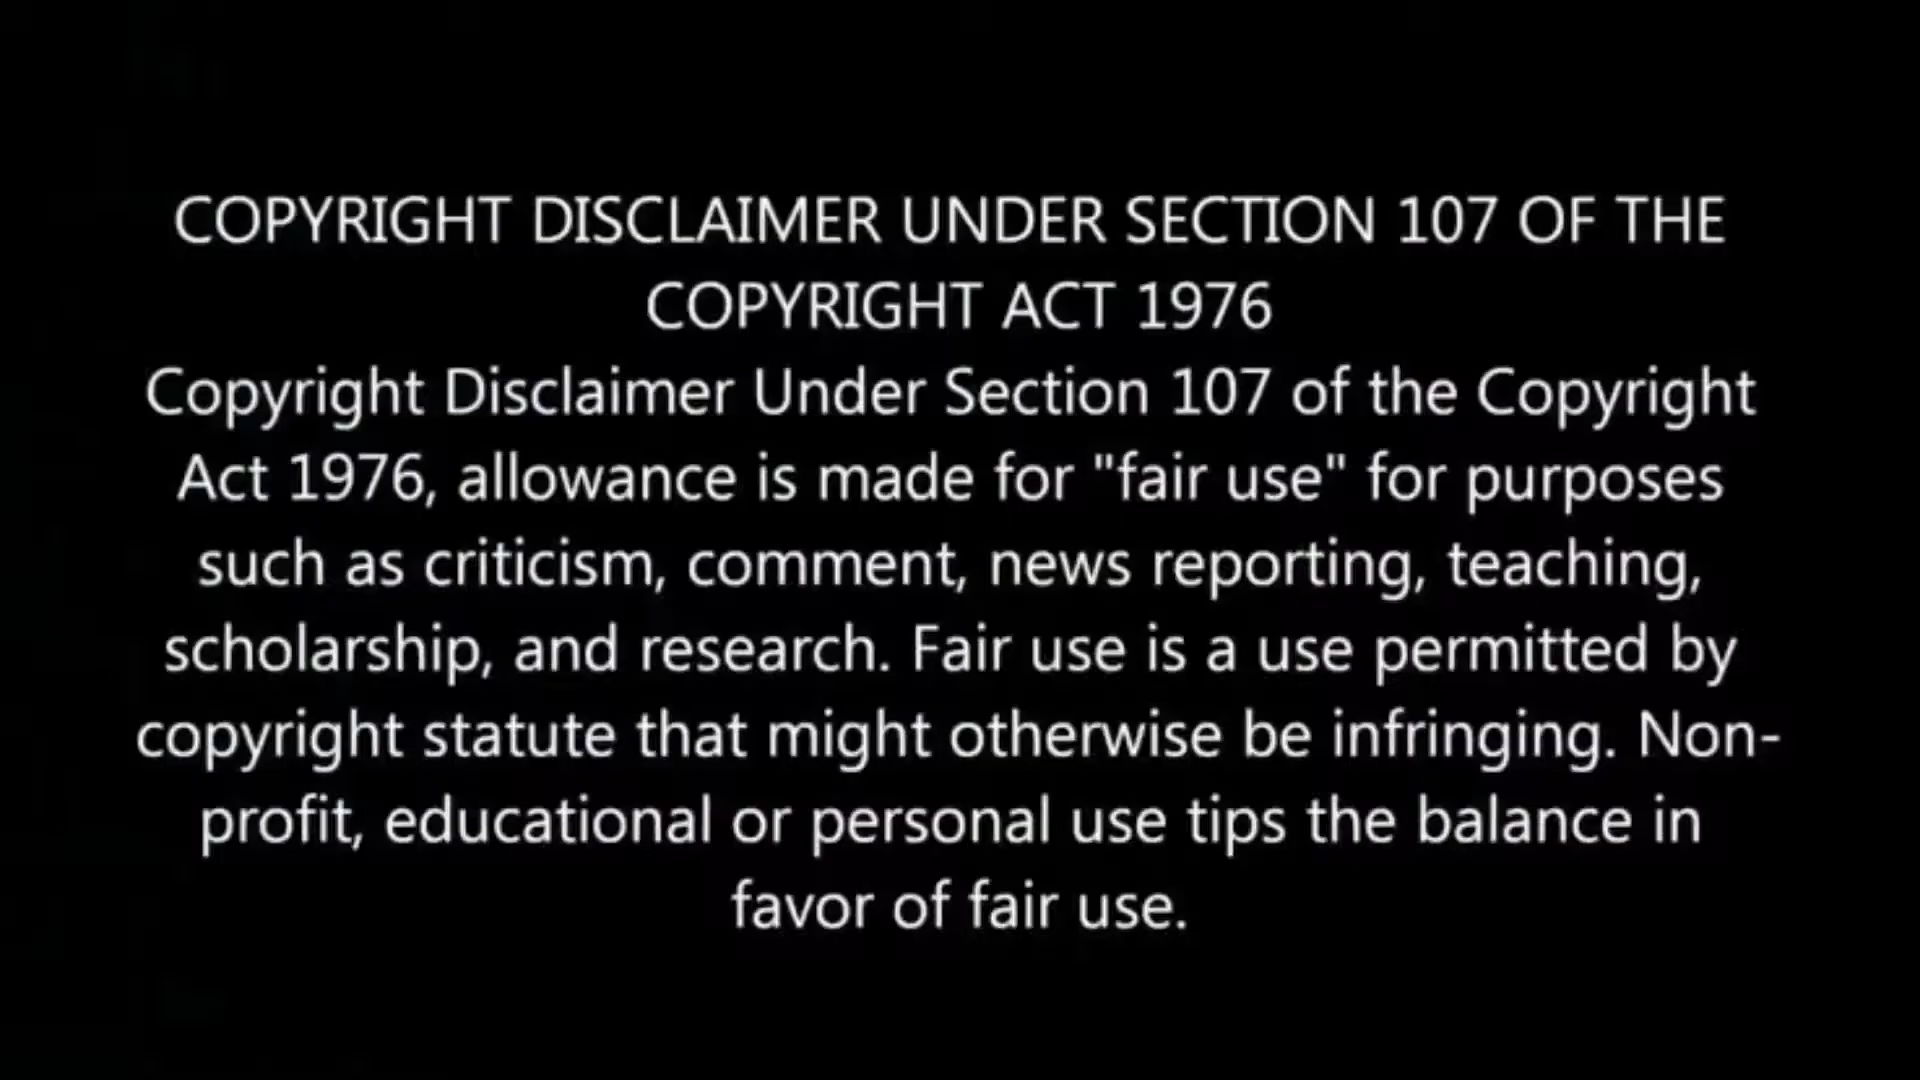 COPYRIGHT DISCLAIMER UNDER SECTION 107 OF THE
COPYRIGHT ACT 1976
Copyright Disclaimer Under Section 107 of the Copyright
Act 1976, allowance is made for "fair use" for purposes
such as criticism, comment, news reporting, teaching,
scholarship, and research. Fair use is a use permitted by
copyright statute that might otherwise be infringing. Non-
profit, educational or personal use tips the balance in
favor of fair use.